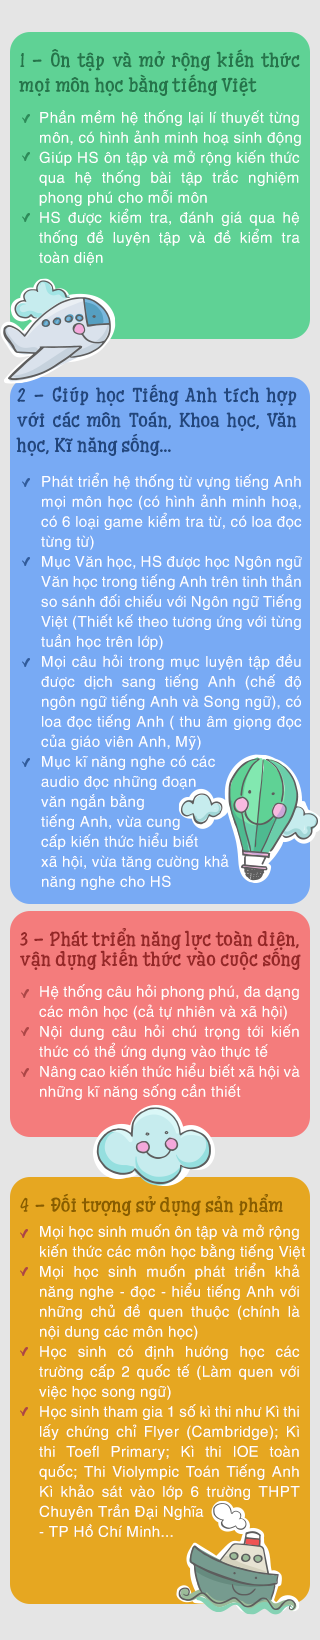 1 - Ôn tập và mở rộng kiến thức
mọi môn học bằng tiếng Việt
Phần mềm hệ thống lại lí thuyết từng
môn, có hình ảnh minh hoạ sinh động
Giúp HS ôn tập và mở rộng kiến thức
qua hệ thống bài tập trắc nghiệm
phong phú cho mỗi môn
HS được kiểm tra, đánh giá qua hệ
thống đề luyện tập và đề kiểm tra
toàn diện
2 - Giúp học Tiếng Anh tích hợp
với các môn Toán, Khoa học, Văn
học, Kĩ năng sống...
Phát triển hệ thống từ vựng tiếng Anh
mọi môn học (có hình ảnh minh hoạ,
có 6 loại game kiểm tra từ, có loa đọc
từng từ)
Mục Văn học, HS được học Ngôn ngữ
Văn học trong tiếng Anh trên tinh thần
so sánh đối chiếu với Ngôn ngữ Tiếng
Việt (Thiết kế theo tương ứng với từng
tuần học trên lớp)
Mọi câu hỏi trong mục luyện tập đều
được dịch sang tiếng Anh (chế độ
ngôn ngữ tiếng Anh và Song ngữ), có
loa đọc tiếng Anh ( thu âm giọng đọc
của giáo viên Anh, Mỹ)
Mục kĩ năng nghe có các
audio đọc những đoạn
văn ngắn bằng
tiếng Anh, vừa cung
cấp kiến thức hiểu biết
xã hội, vừa tăng cường khả
năng nghe cho HS
3 - Phát triển năng lực toàn diện,
vận dụng kiến thức vào cuộc sống
Hệ thống câu hỏi phong phú, đa dạng
các môn học (cả tự nhiên và xã hội)
Nội dung câu hỏi chú trọng tới kiến
thức có thể ứng dụng vào thực tế
Nâng cao kiến thức hiểu biết xã hội và
những kĩ năng sống cần thiết
4 - Đối tượng sử dụng sản phẩm
Mọi học sinh muốn ôn tập và mở rộng
kiến thức các môn học bằng tiếng Việt
Mọi học sinh muốn phát triển khả
năng nghe - đọc - hiểu tiếng Anh với
những chủ đề quen thuộc (chính là
nội dung các môn học)
Học sinh có định hướng học các
trường cấp 2 quốc tế (Làm quen với
việc học song ngữ)
Học sinh tham gia 1 số kì thi như Kì thi
lấy chứng chỉ Flyer (Cambridge); Kì
thi Toefl Primary; Kì thi IOE toàn
quốc; Thi Violympic Toán Tiếng Anh
Kì khảo sát vào lớp 6 trường THPT
Chuyên Trần Đại Nghĩa
- TP Hồ Chí Minh...